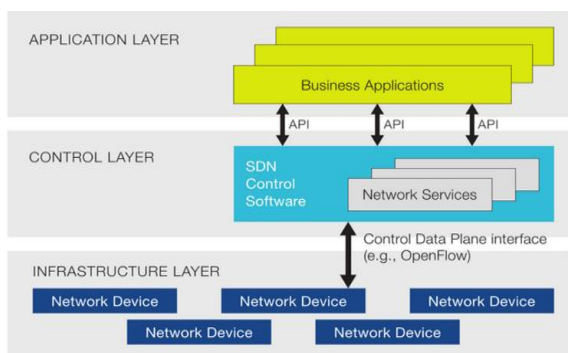 APPLICATION LAYER
Business Applications
API
API
API
CONTROL LAYER
SDN
Control
Software
Network Services
Control Data Plane interface
(e.g., OpenFlow)
INFRASTRUCTURE LAYER
Network Device
Network Device
Network Device
Network Device
Network Device